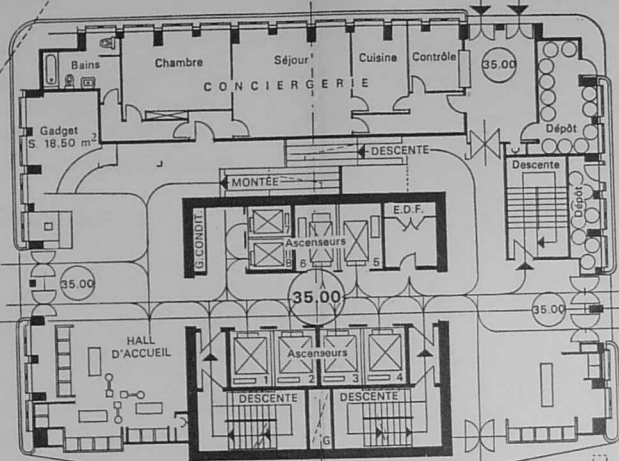 Bains
Chambre
Séjour
Cuisine
Contrôle
35.00
CONCIERGERIE
Gadget
S. 18.50 m²
Dépôt
DESCENTE
Descente
MONTÉE
Dépôt
G.CONDIT.
7
8
Ascenseurs
6
5
E.D.F.
35.00
35.00
35.00
HALL
D'ACCUEIL
Ascenseurs
1
2
3
4
DESCENTE
DESCENTE
G